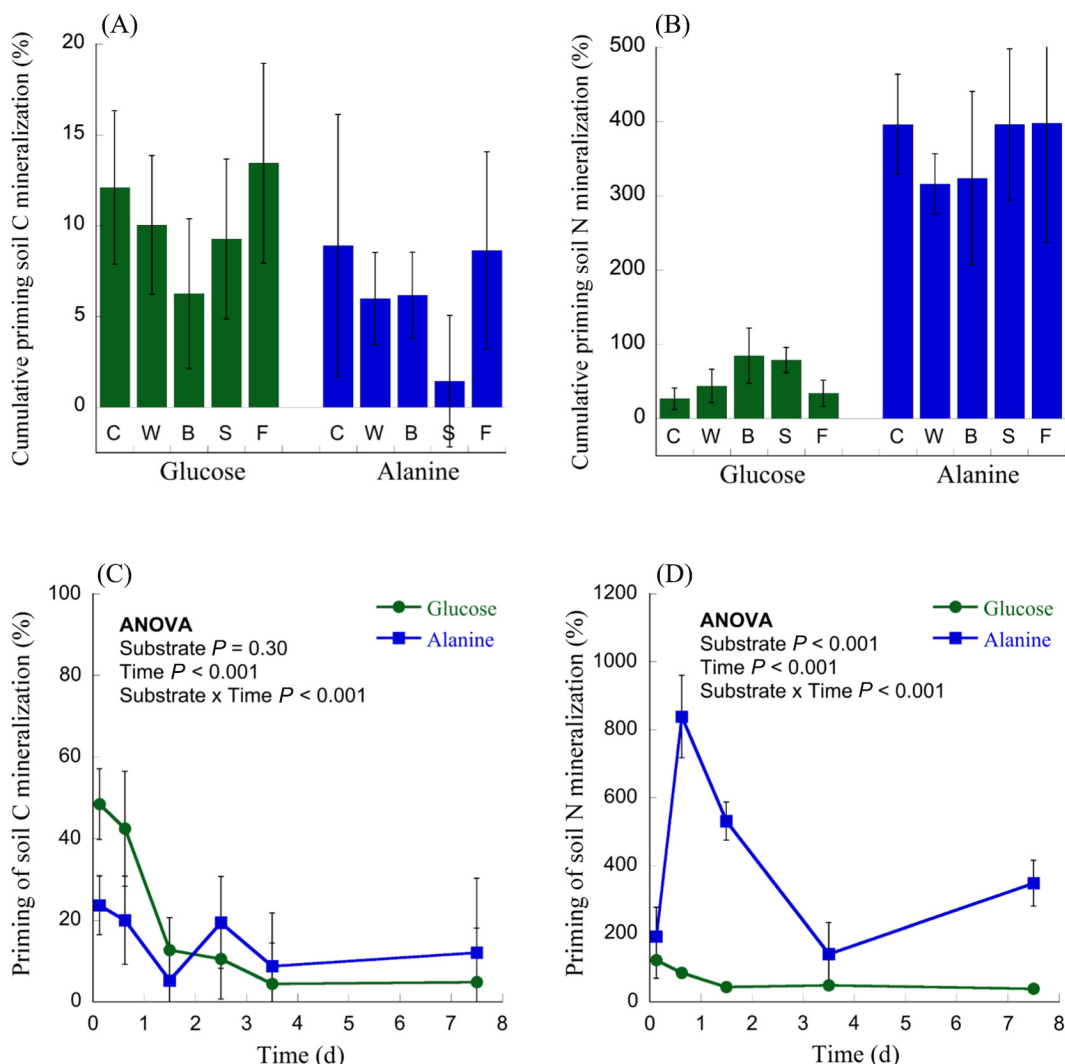 (A)
Cumulative priming soil C mineralization (%)
20
15
10
5
0
C W B S F C W B S F
Glucose Alanine
(B)
Cumulative priming soil N mineralization (%)
500
400
300
200
100
0
C W B S F C W B S F
Glucose Alanine
(C)
Priming of soil C mineralization (%)
100
80
60
40
20
0
ANOVA
Substrate P = 0.30
Time P < 0.001
Substrate x Time P < 0.001
Glucose
Alanine
0 1 2 3 4 5 6 7 8
Time (d)
(D)
Priming of soil N mineralization (%)
1200
1000
800
600
400
200
0
ANOVA
Substrate P < 0.001
Time P < 0.001
Substrate x Time P < 0.001
Glucose
Alanine
0 1 2 3 4 5 6 7 8
Time (d)